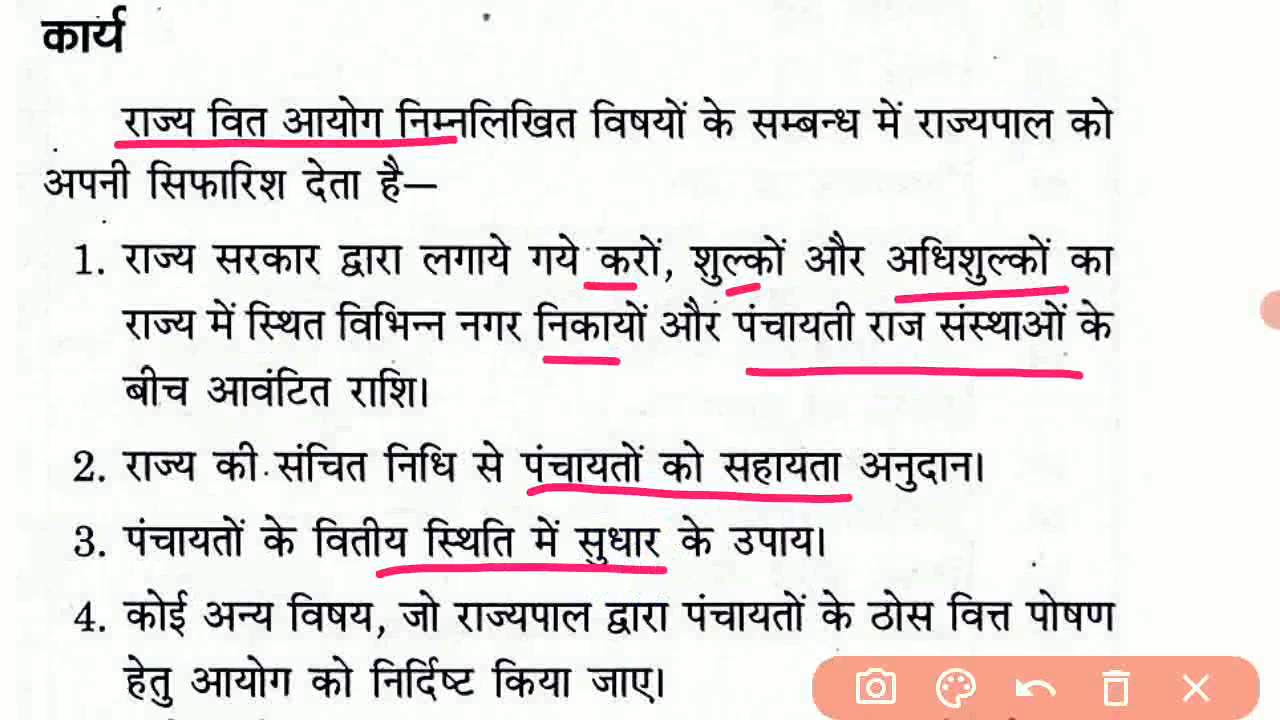 कार्य
राज्य वित आयोग निम्नलिखित विषयों के सम्बन्ध में राज्यपाल को
अपनी सिफारिश देता है—
1. राज्य सरकार द्वारा लगाये गये करों, शुल्कों और अधिशुल्कों का
राज्य में स्थित विभिन्न नगर निकायों और पंचायती राज संस्थाओं के
बीच आवंटित राशि।
2. राज्य की संचित निधि से पंचायतों को सहायता अनुदान।
3. पंचायतों के वितीय स्थिति में सुधार के उपाय।
4. कोई अन्य विषय, जो राज्यपाल द्वारा पंचायतों के ठोस वित्त पोषण
हेतु आयोग को निर्दिष्ट किया जाए।